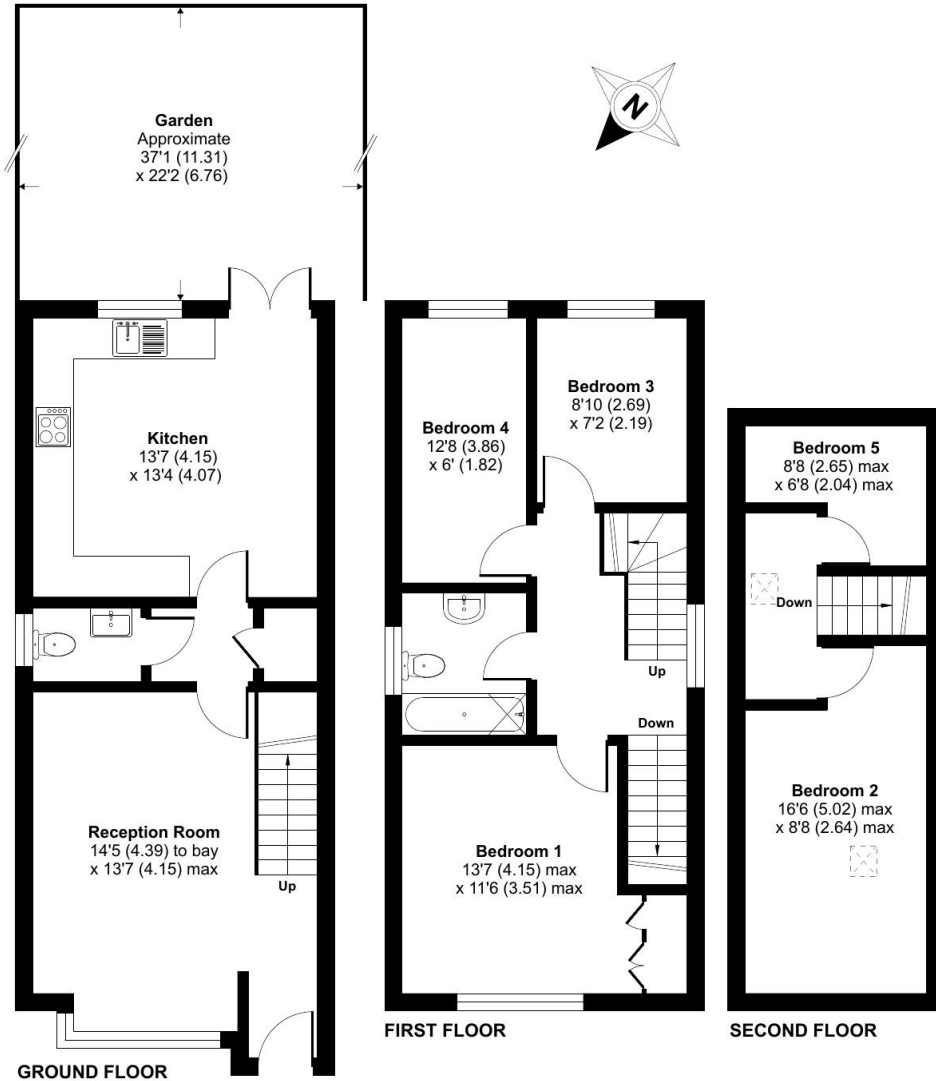 Garden
Approximate
37'1 (11.31)
x 22'2 (6.76)
N
Kitchen
13'7 (4.15)
x 13'4 (4.07)
Reception Room
14'5 (4.39) to bay
x 13'7 (4.15) max
Up
GROUND FLOOR
Bedroom 4
12'8 (3.86)
x 6' (1.82)
Bedroom 3
8'10 (2.69)
x 7'2 (2.19)
Up
Down
Bedroom 1
13'7 (4.15) max
x 11'6 (3.51) max
FIRST FLOOR
Bedroom 5
8'8 (2.65) max
x 6'8 (2.04) max
Down
Bedroom 2
16'6 (5.02) max
x 8'8 (2.64) max
SECOND FLOOR